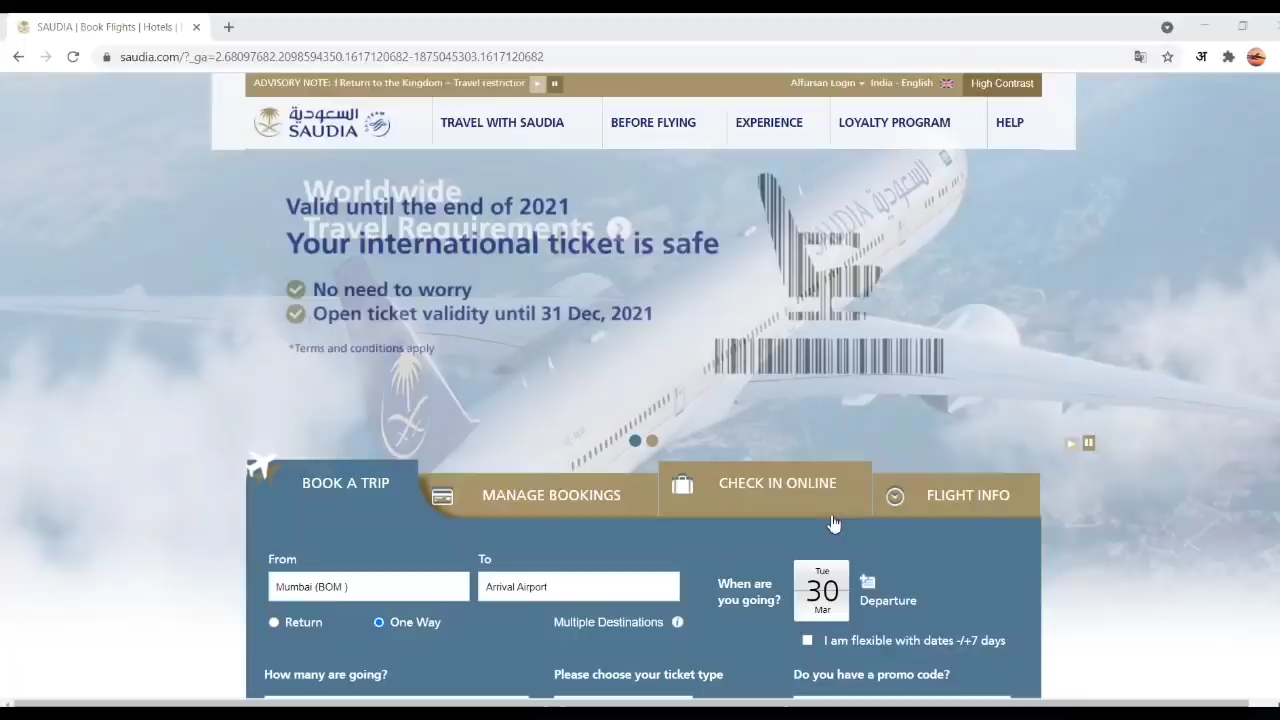 SAUDIA | Book Flights | Hotels |
saudia.com/?_ga=2.68097682.2098594350.1617120682-1875045303.1617120682
अ
ADVISORY NOTE: Return to the Kingdom – Travel restriction
Alfursan Login India - English High Contrast
السعودية
SAUDIA
TRAVEL WITH SAUDIA BEFORE FLYING EXPERIENCE LOYALTY PROGRAM HELP
Worldwide
Travel Requirements
Valid until the end of 2021
Your international ticket is safe
No need to worry
Open ticket validity until 31 Dec, 2021
*Terms and conditions apply
SAUDIA السعودية
BOOK A TRIP MANAGE BOOKINGS CHECK IN ONLINE FLIGHT INFO
From To
Mumbai (BOM ) Arrival Airport
When are
you going?
Tue
30
Mar
Departure
Return One Way Multiple Destinations
I am flexible with dates -/+7 days
How many are going? Please choose your ticket type Do you have a promo code?